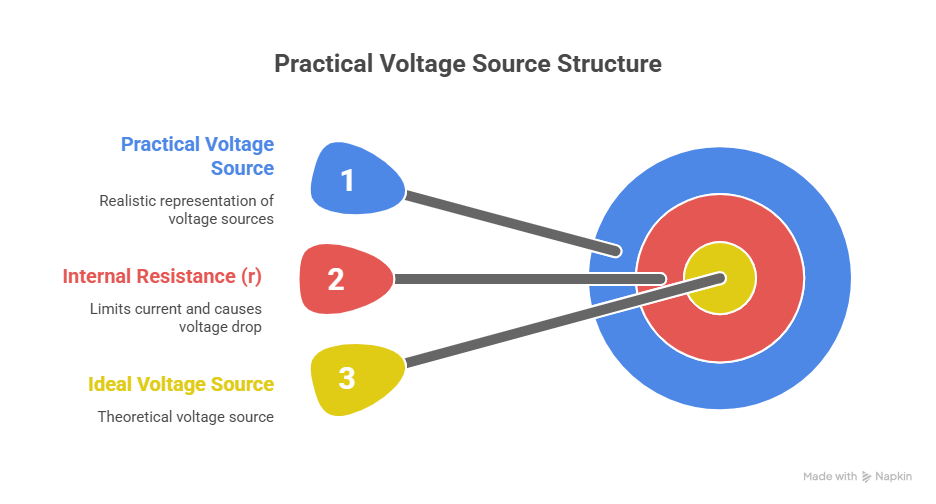 Practical Voltage Source Structure
Practical Voltage
Source
Realistic representation of
voltage sources
1
Internal Resistance (r)
Limits current and causes
voltage drop
2
Ideal Voltage Source
Theoretical voltage source
3
Made with Napkin